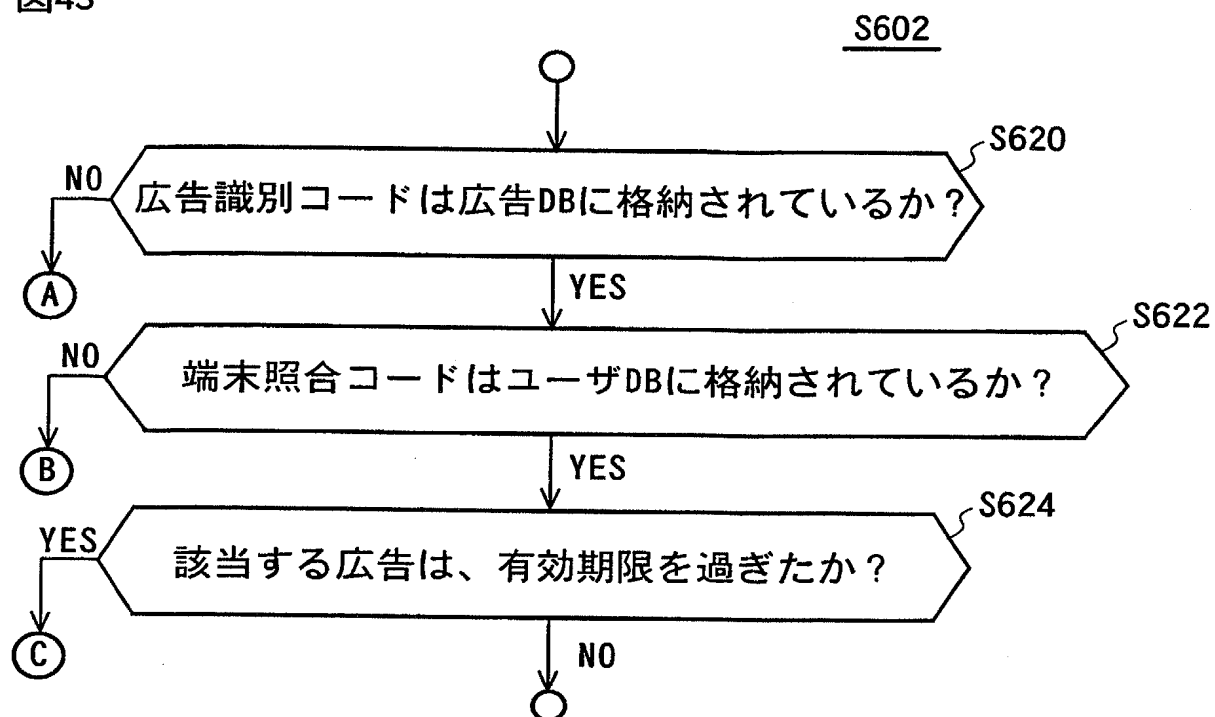 図43
S602
S620
NO
広告識別コードは広告DBに格納されているか？
A
YES
S622
NO
端末照合コードはユーザDBに格納されているか？
B
YES
S624
YES
該当する広告は、有効期限を過ぎたか？
C
NO